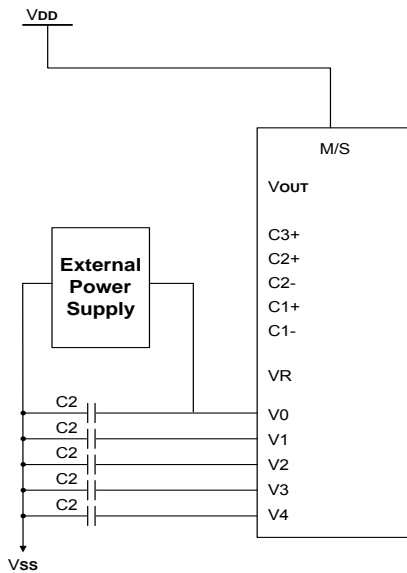 VDD
M/S
VOUT
C3+
C2+
C2-
C1+
C1-
VR
External
Power
Supply
C2
V0
C2
V1
C2
V2
C2
V3
C2
V4
VSS